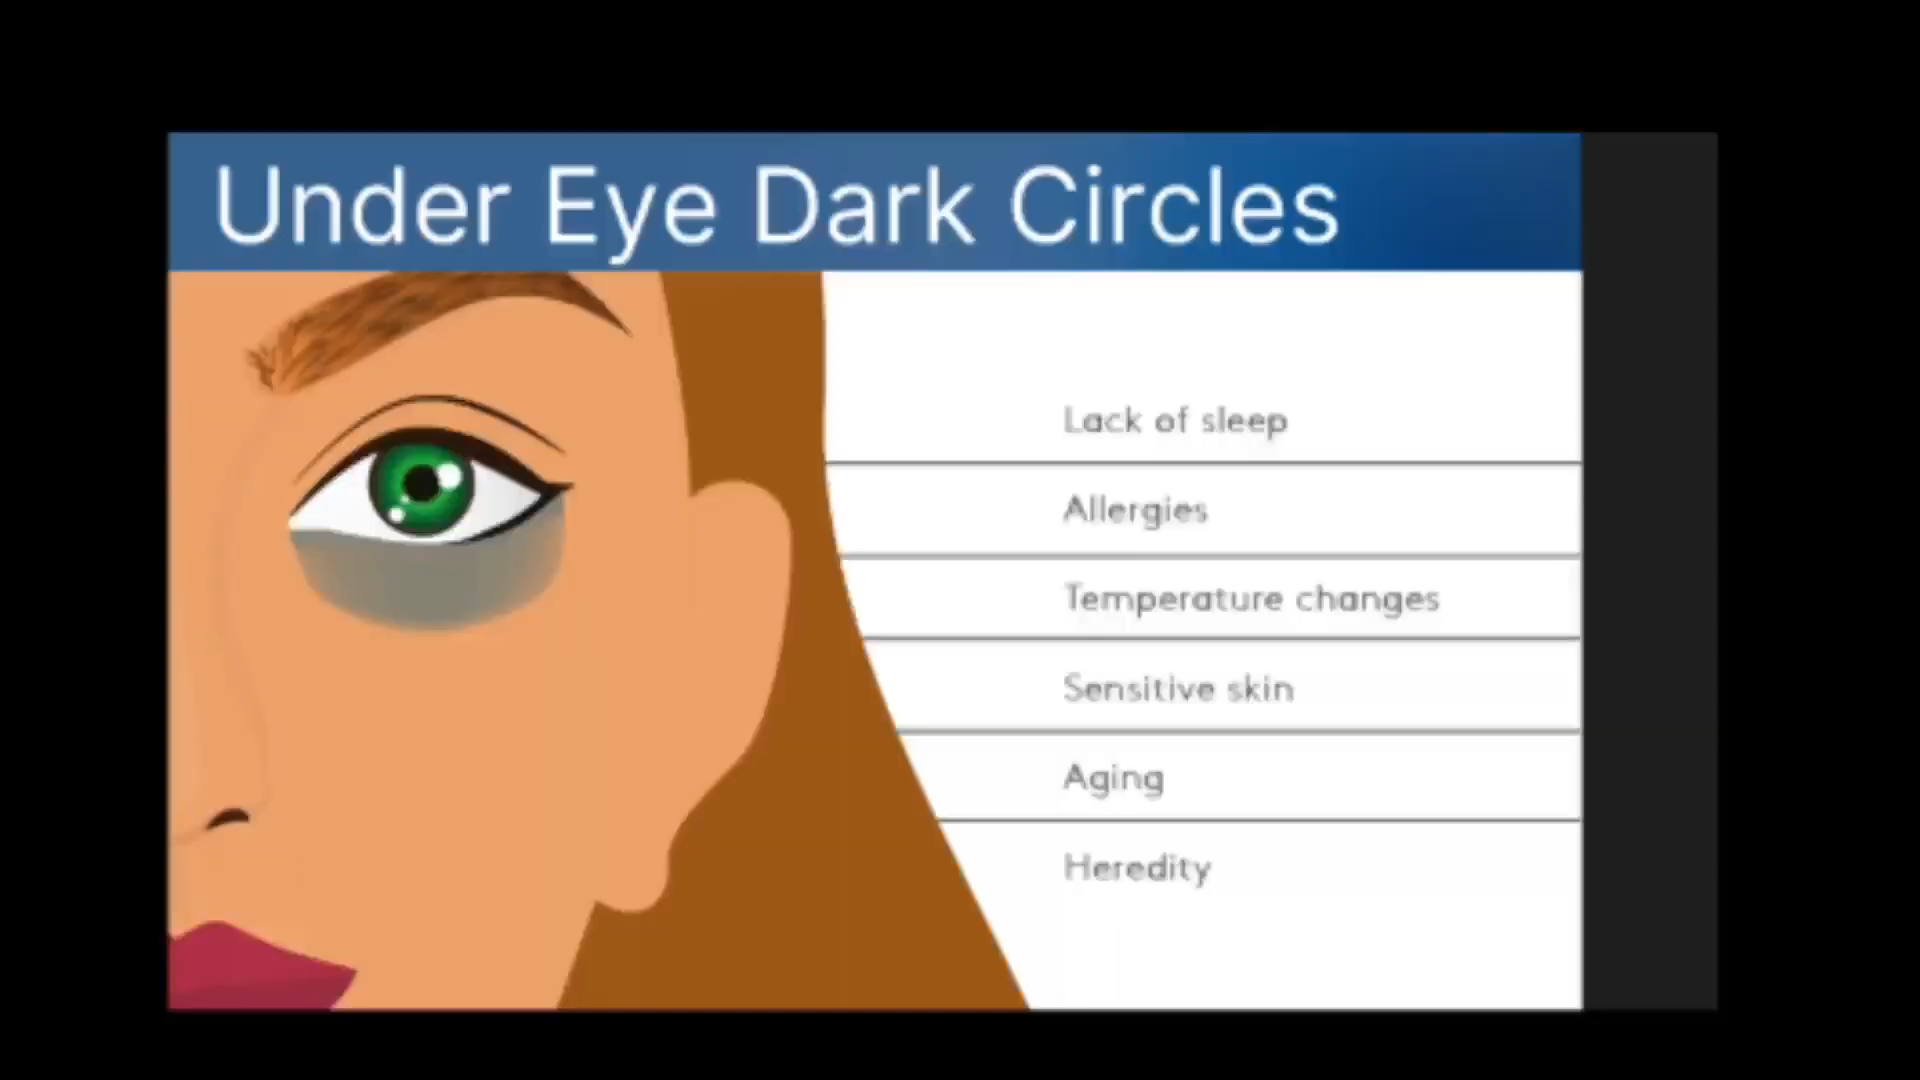 Under Eye Dark Circles
Lack of sleep
Allergies
Temperature changes
Sensitive skin
Aging
Heredity